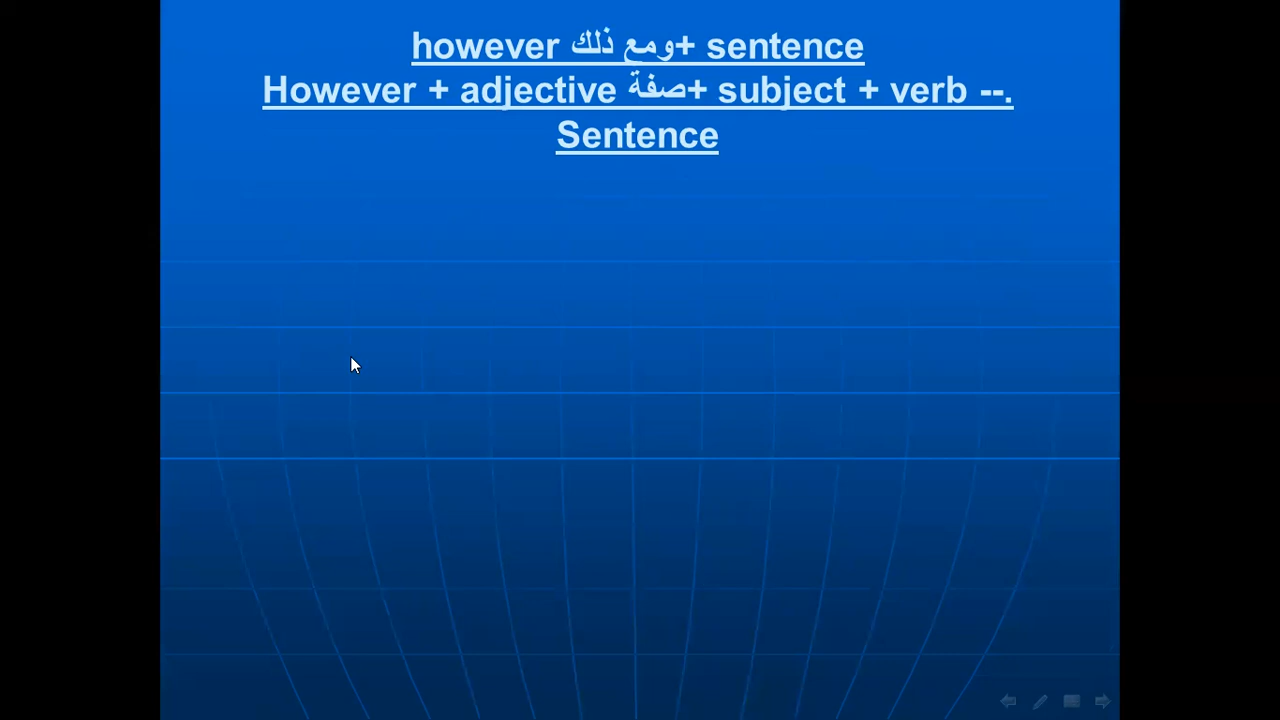 however ومع ذلك+ sentence
However + adjective صفة+ subject + verb --.
Sentence